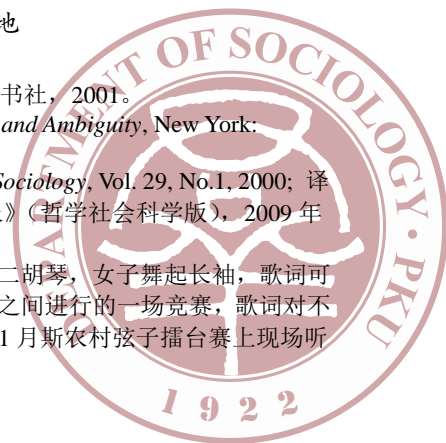 地
书社，2001。
and Ambiguity, New York:
Sociology, Vol. 29, No.1, 2000; 译
》（哲学社会科学版），2009 年
二胡琴，女子舞起长袖，歌词可
之间进行的一场竞赛，歌词对不
1 月斯农村弦子擂台赛上现场听
DEPARTMENT OF SOCIOLOGY · PKU
1922